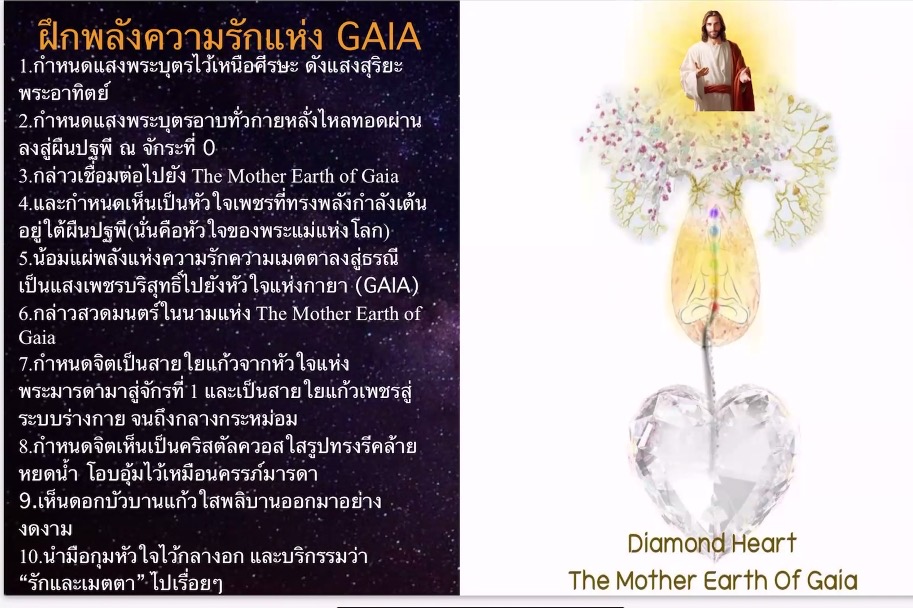 ฝึกพลังความรักแห่ง GAIA
1.กำหนดแสงพระบุตรไว้เหนือศีรษะ ดังแสงสุริยะ
พระอาทิตย์
2.กำหนดแสงพระบุตรอาบทั่วกายหลั่งไหลทอดผ่าน
ลงสู่ผืนปฐพี ณ จักระที่ 0
3.กล่าวเชื่อมต่อไปยัง The Mother Earth of Gaia
4.และกำหนดเห็นเป็นหัวใจเพชรที่ทรงพลังกำลังเต้น
อยู่ใต้ผืนปฐพี(นั่นคือหัวใจของพระแม่แห่งโลก)
5.น้อมแผ่พลังแห่งความรักความเมตตาลงสู่ธรณี
เป็นแสงเพชรบริสุทธิ์ไปยังหัวใจแห่งกายา (GAIA)
6.กล่าวสวดมนตร์ในนามแห่ง The Mother Earth of
Gaia
7.กำหนดจิตเป็นสายใยแก้วจากหัวใจแห่ง
พระมารดามาสู่จักรที่ 1 และเป็นสายใยแก้วเพชรสู่
ระบบร่างกาย จนถึงกลางกระหม่อม
8.กำหนดจิตเห็นเป็นคริสตัลควอสใสรูปทรงรีคล้าย
หยดน้ำ โอบอุ้มไว้เหมือนครรภ์มารดา
9.เห็นดอกบัวบานแก้วใสพลิบานออกมาอย่าง
งดงาม
10.นำมือกุมหัวใจไว้กลางอก และบริกรรมว่า
“รักและเมตตา” ไปเรื่อยๆ
Diamond Heart
The Mother Earth Of Gaia